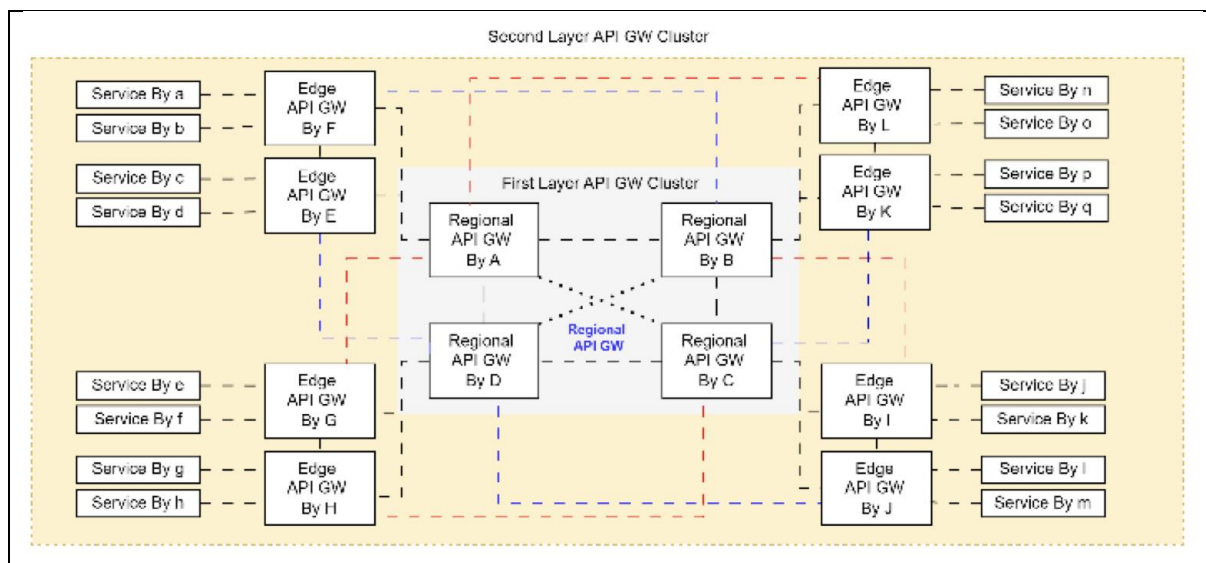 Second Layer API GW Cluster
Service By a
Service By b
Edge
API GW
By F
Service By c
Service By d
Edge
API GW
By E
Edge
API GW
By L
Service By n
Service By o
Edge
API GW
By K
Service By p
Service By q
First Layer API GW Cluster
Regional
API GW
By A
Regional
API GW
By B
Regional
API GW
Regional
API GW
By D
Regional
API GW
By C
Service By e
Service By f
Edge
API GW
By G
Service By g
Service By h
Edge
API GW
By H
Edge
API GW
By I
Service By j
Service By k
Edge
API GW
By J
Service By l
Service By m